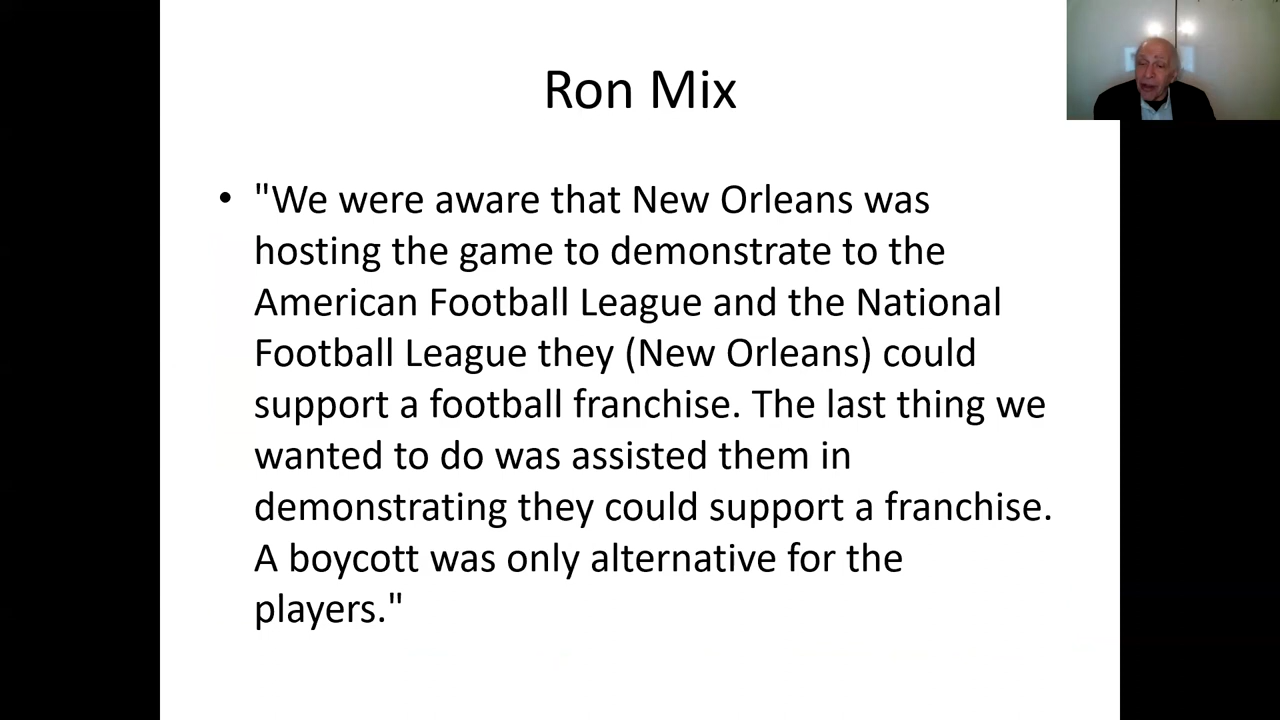 Ron Mix
• "We were aware that New Orleans was
hosting the game to demonstrate to the
American Football League and the National
Football League they (New Orleans) could
support a football franchise. The last thing we
wanted to do was assisted them in
demonstrating they could support a franchise.
A boycott was only alternative for the
players."